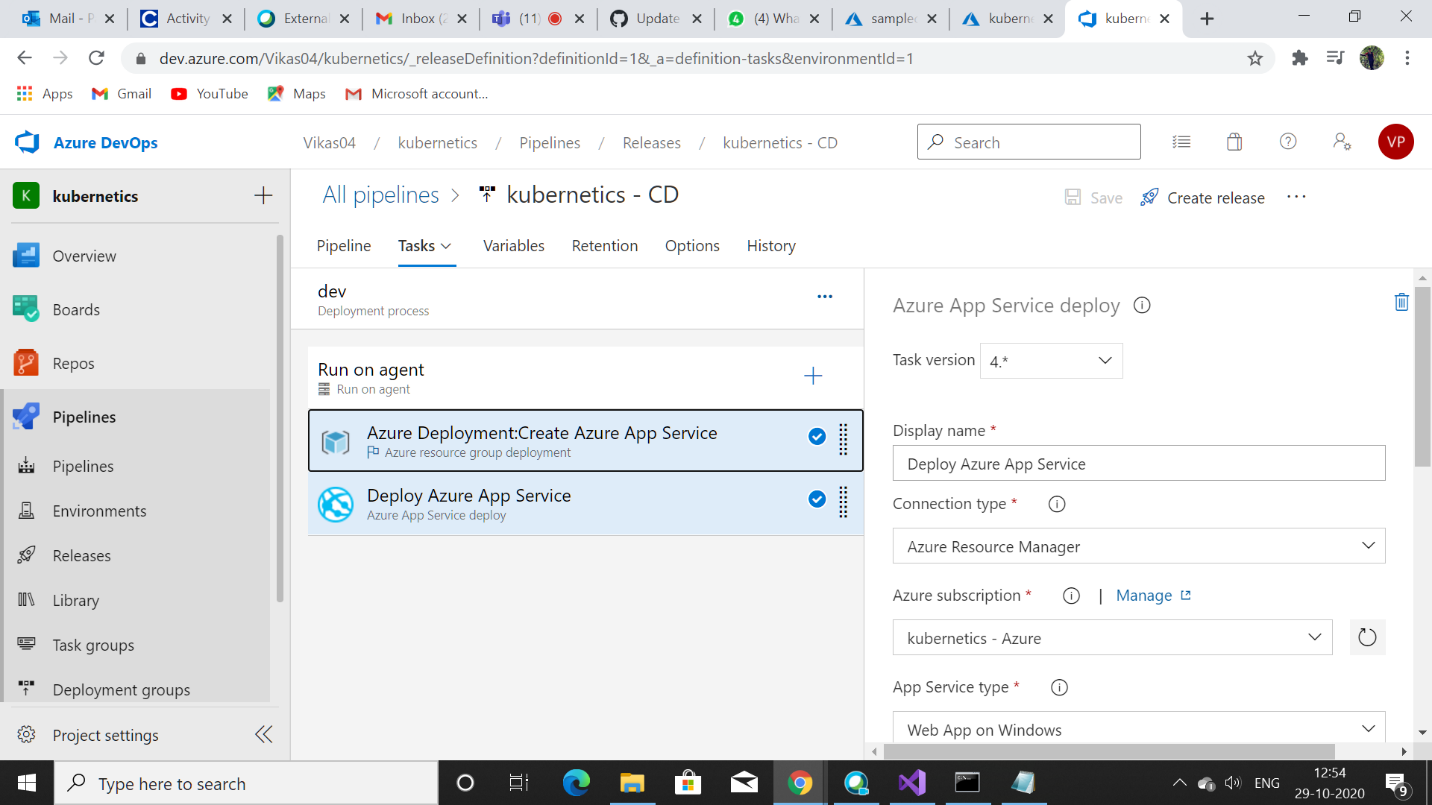 Mail - P
Activity
External
Inbox (2
(11)
Update
(4) Wha
sample
kubern
kubern
dev.azure.com/Vikas04/kubernetics/_releaseDefinition?definitionId=1&_a=definition-tasks&environmentId=1
Apps
Gmail
YouTube
Maps
Microsoft account...
Azure DevOps
Vikas04 / kubernetics / Pipelines / Releases / kubernetics - CD
Search
VP
K
kubernetics
All pipelines > kubernetics - CD
Save
Create release
Overview
Boards
Repos
Pipelines
Pipelines
Environments
Releases
Library
Task groups
Deployment groups
Project settings
Pipeline
Tasks
Variables
Retention
Options
History
dev
Deployment process
Run on agent
Run on agent
Azure Deployment:Create Azure App Service
Azure resource group deployment
Deploy Azure App Service
Azure App Service deploy
Azure App Service deploy
Task version 4.*
Display name *
Deploy Azure App Service
Connection type *
Azure Resource Manager
Azure subscription * | Manage
kubernetics - Azure
App Service type *
Web App on Windows
Type here to search
ENG
12:54
29-10-2020
9